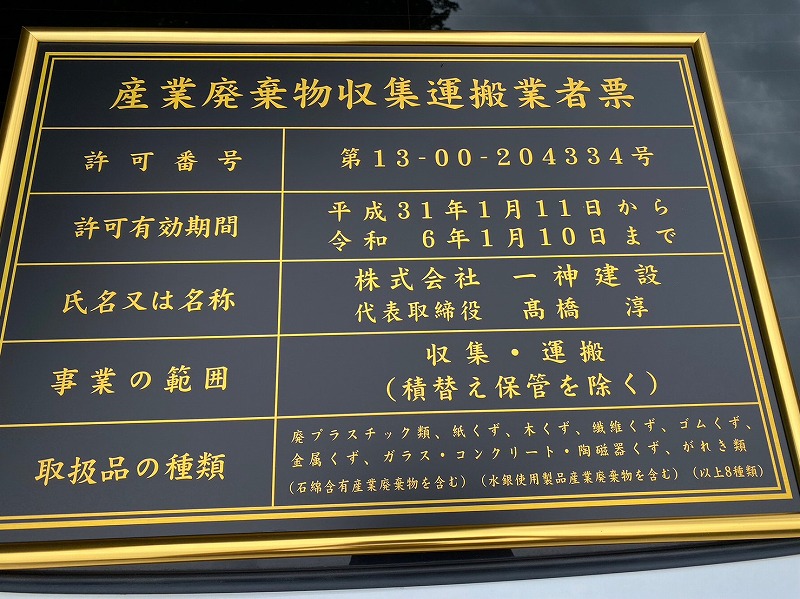 産業廃棄物収集運搬業者票
許可番号 第13-00-204334号
許可有効期間 平成31年1月11日から
令和 6年1月10日まで
氏名又は名称 株式会社 一神建設
代表取締役 髙橋 淳
事業の範囲 収集・運搬
(積替え保管を除く)
取扱品の種類 廃プラスチック類、紙くず、木くず、繊維くず、ゴムくず、
金属くず、ガラス・コンクリート・陶磁器くず、がれき類
(石綿含有産業廃棄物を含む)(水銀使用製品産業廃棄物を含む)(以上8種類)